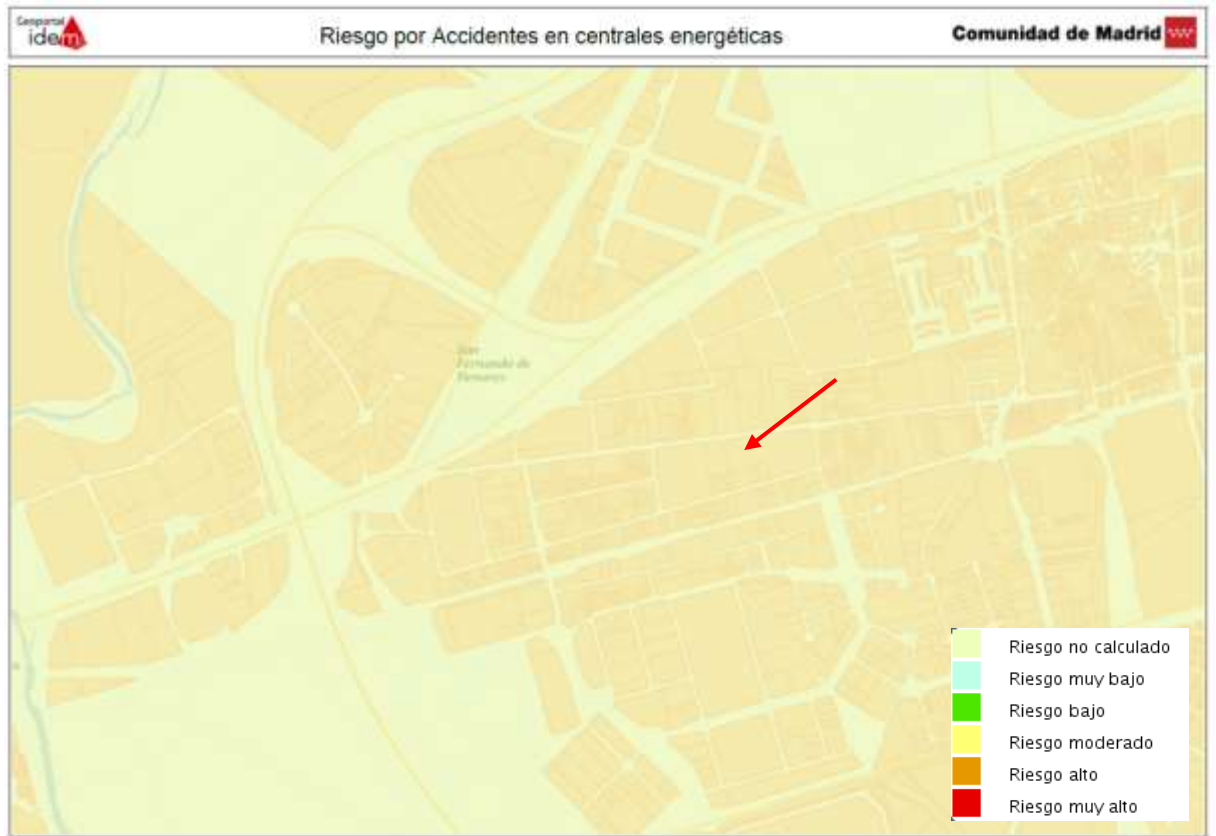 Geoportal
idem
Riesgo por Accidentes en centrales energéticas
Comunidad de Madrid
San
Fernando de
Henares
Riesgo no calculado
Riesgo muy bajo
Riesgo bajo
Riesgo moderado
Riesgo alto
Riesgo muy alto